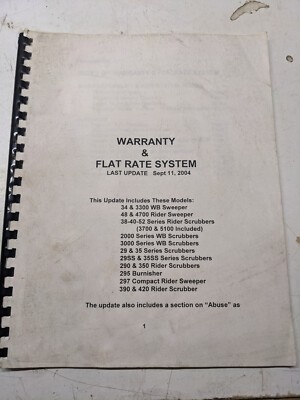 WARRANTY
&
FLAT RATE SYSTEM
LAST UPDATE Sept 11, 2004
This Update Includes These Models:
34 & 3300 WB Sweeper
48 & 4700 Rider Sweeper
38-40-52 Series Rider Scrubbers
(3700 & 5100 Included)
2000 Series WB Scrubbers
3000 Series WB Scrubbers
29 & 35 Series Scrubbers
29SS & 35SS Series Scrubbers
290 & 350 Rider Scrubbers
295 Burnisher
297 Compact Rider Sweeper
390 & 420 Rider Scrubber
The update also includes a section on "Abuse" as
1